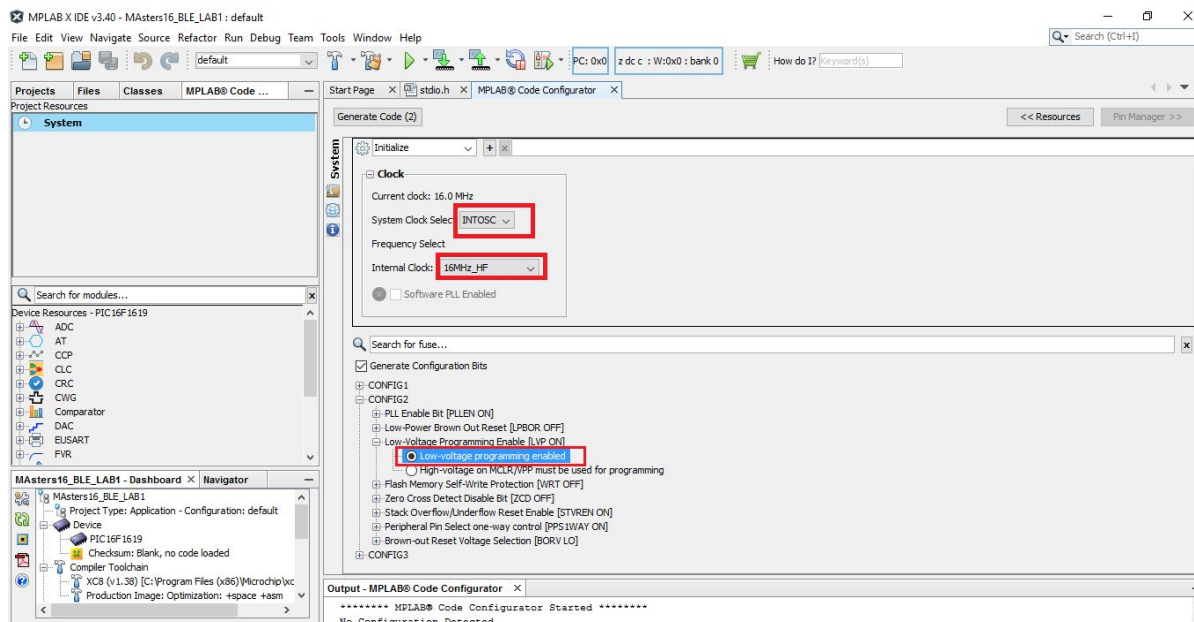 MPLAB X IDE v3.40 - MAsters16_BLE_LAB1 : default
File Edit View Navigate Source Refactor Run Debug Team Tools Window Help
Search (Ctrl+I)
default
PC: 0x0
z dc c : W:0x0 : bank 0
How do I?
Keyword(s)
Projects Files Classes MPLAB® Code ...
Start Page stdio.h MPLAB® Code Configurator
Project Resources
System
Generate Code (2)
<< Resources
Pin Manager >>
System
Initialize
Clock
Current clock: 16.0 MHz
System Clock Selec INTOSC
Frequency Select
Internal Clock: 16MHz_HF
Software PLL Enabled
Search for modules...
Device Resources - PIC16F1619
ADC
AT
CCP
CLC
CRC
CWG
Comparator
DAC
EUSART
FVR
Search for fuse...
Generate Configuration Bits
CONFIG1
CONFIG2
PLL Enable Bit [PLLEN ON]
Low-Power Brown Out Reset [LPBOR OFF]
Low-Voltage Programming Enable [LVP ON]
Low-voltage programming enabled
High-voltage on MCLR/VPP must be used for programming
Flash Memory Self-Write Protection [WRT OFF]
Zero Cross Detect Disable Bit [ZCD OFF]
Stack Overflow/Underflow Reset Enable [STVREN ON]
Peripheral Pin Select one-way control [PPS1WAY ON]
Brown-out Reset Voltage Selection [BORV LO]
CONFIG3
MAsters16_BLE_LAB1 - Dashboard Navigator
MAsters16_BLE_LAB1
Project Type: Application - Configuration: default
Device
PIC16F1619
Checksum: Blank, no code loaded
Compiler Toolchain
XC8 (v1.38) [C:\Program Files (x86)\Microchip\xc
Production Image: Optimization: +space +asm
Output - MPLAB® Code Configurator
******** MPLAB® Code Configurator Started ********
No Configuration Detected